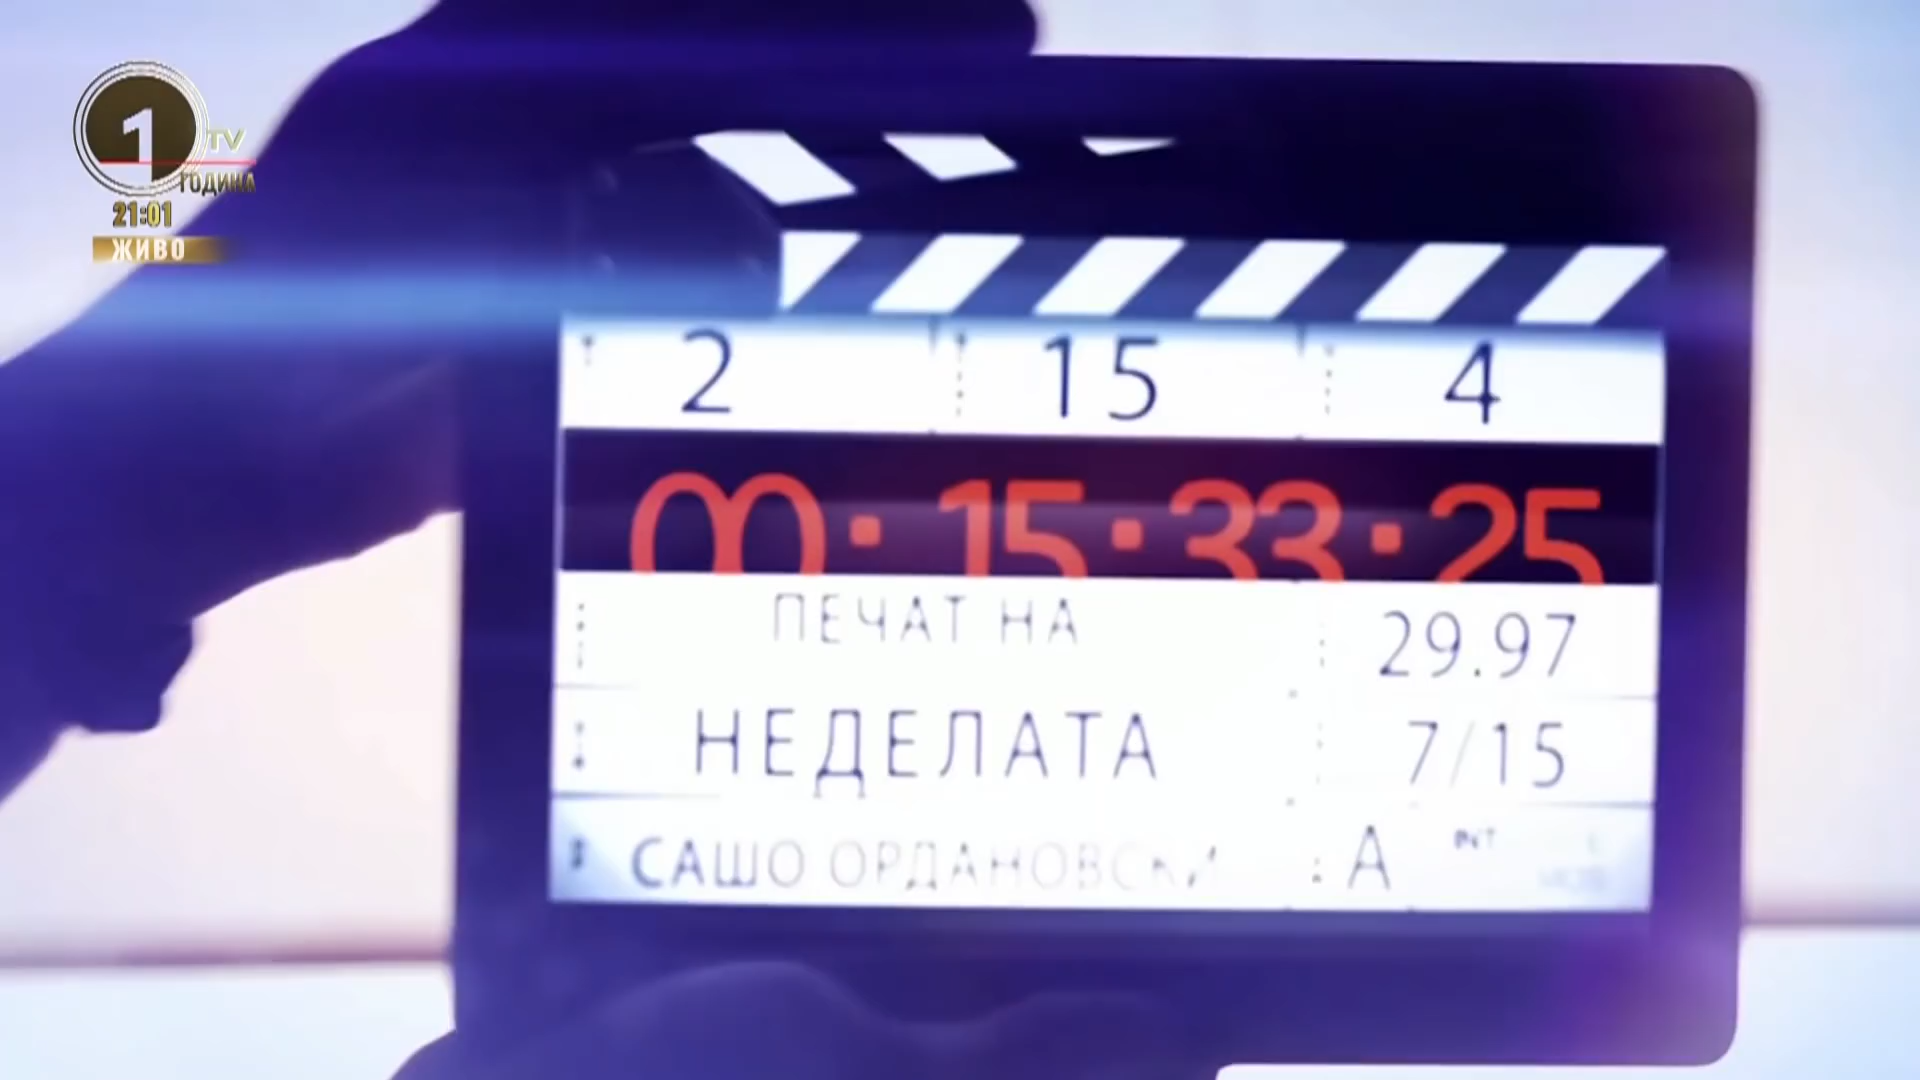 1 TV
ГОДИНА
21:01
ЖИВО
2 15 4
00:15:33:25
ПЕЧАТ НА 29.97
НЕДЕЛАТА 7/15
САШО ОРДАНОВСКИ A INT